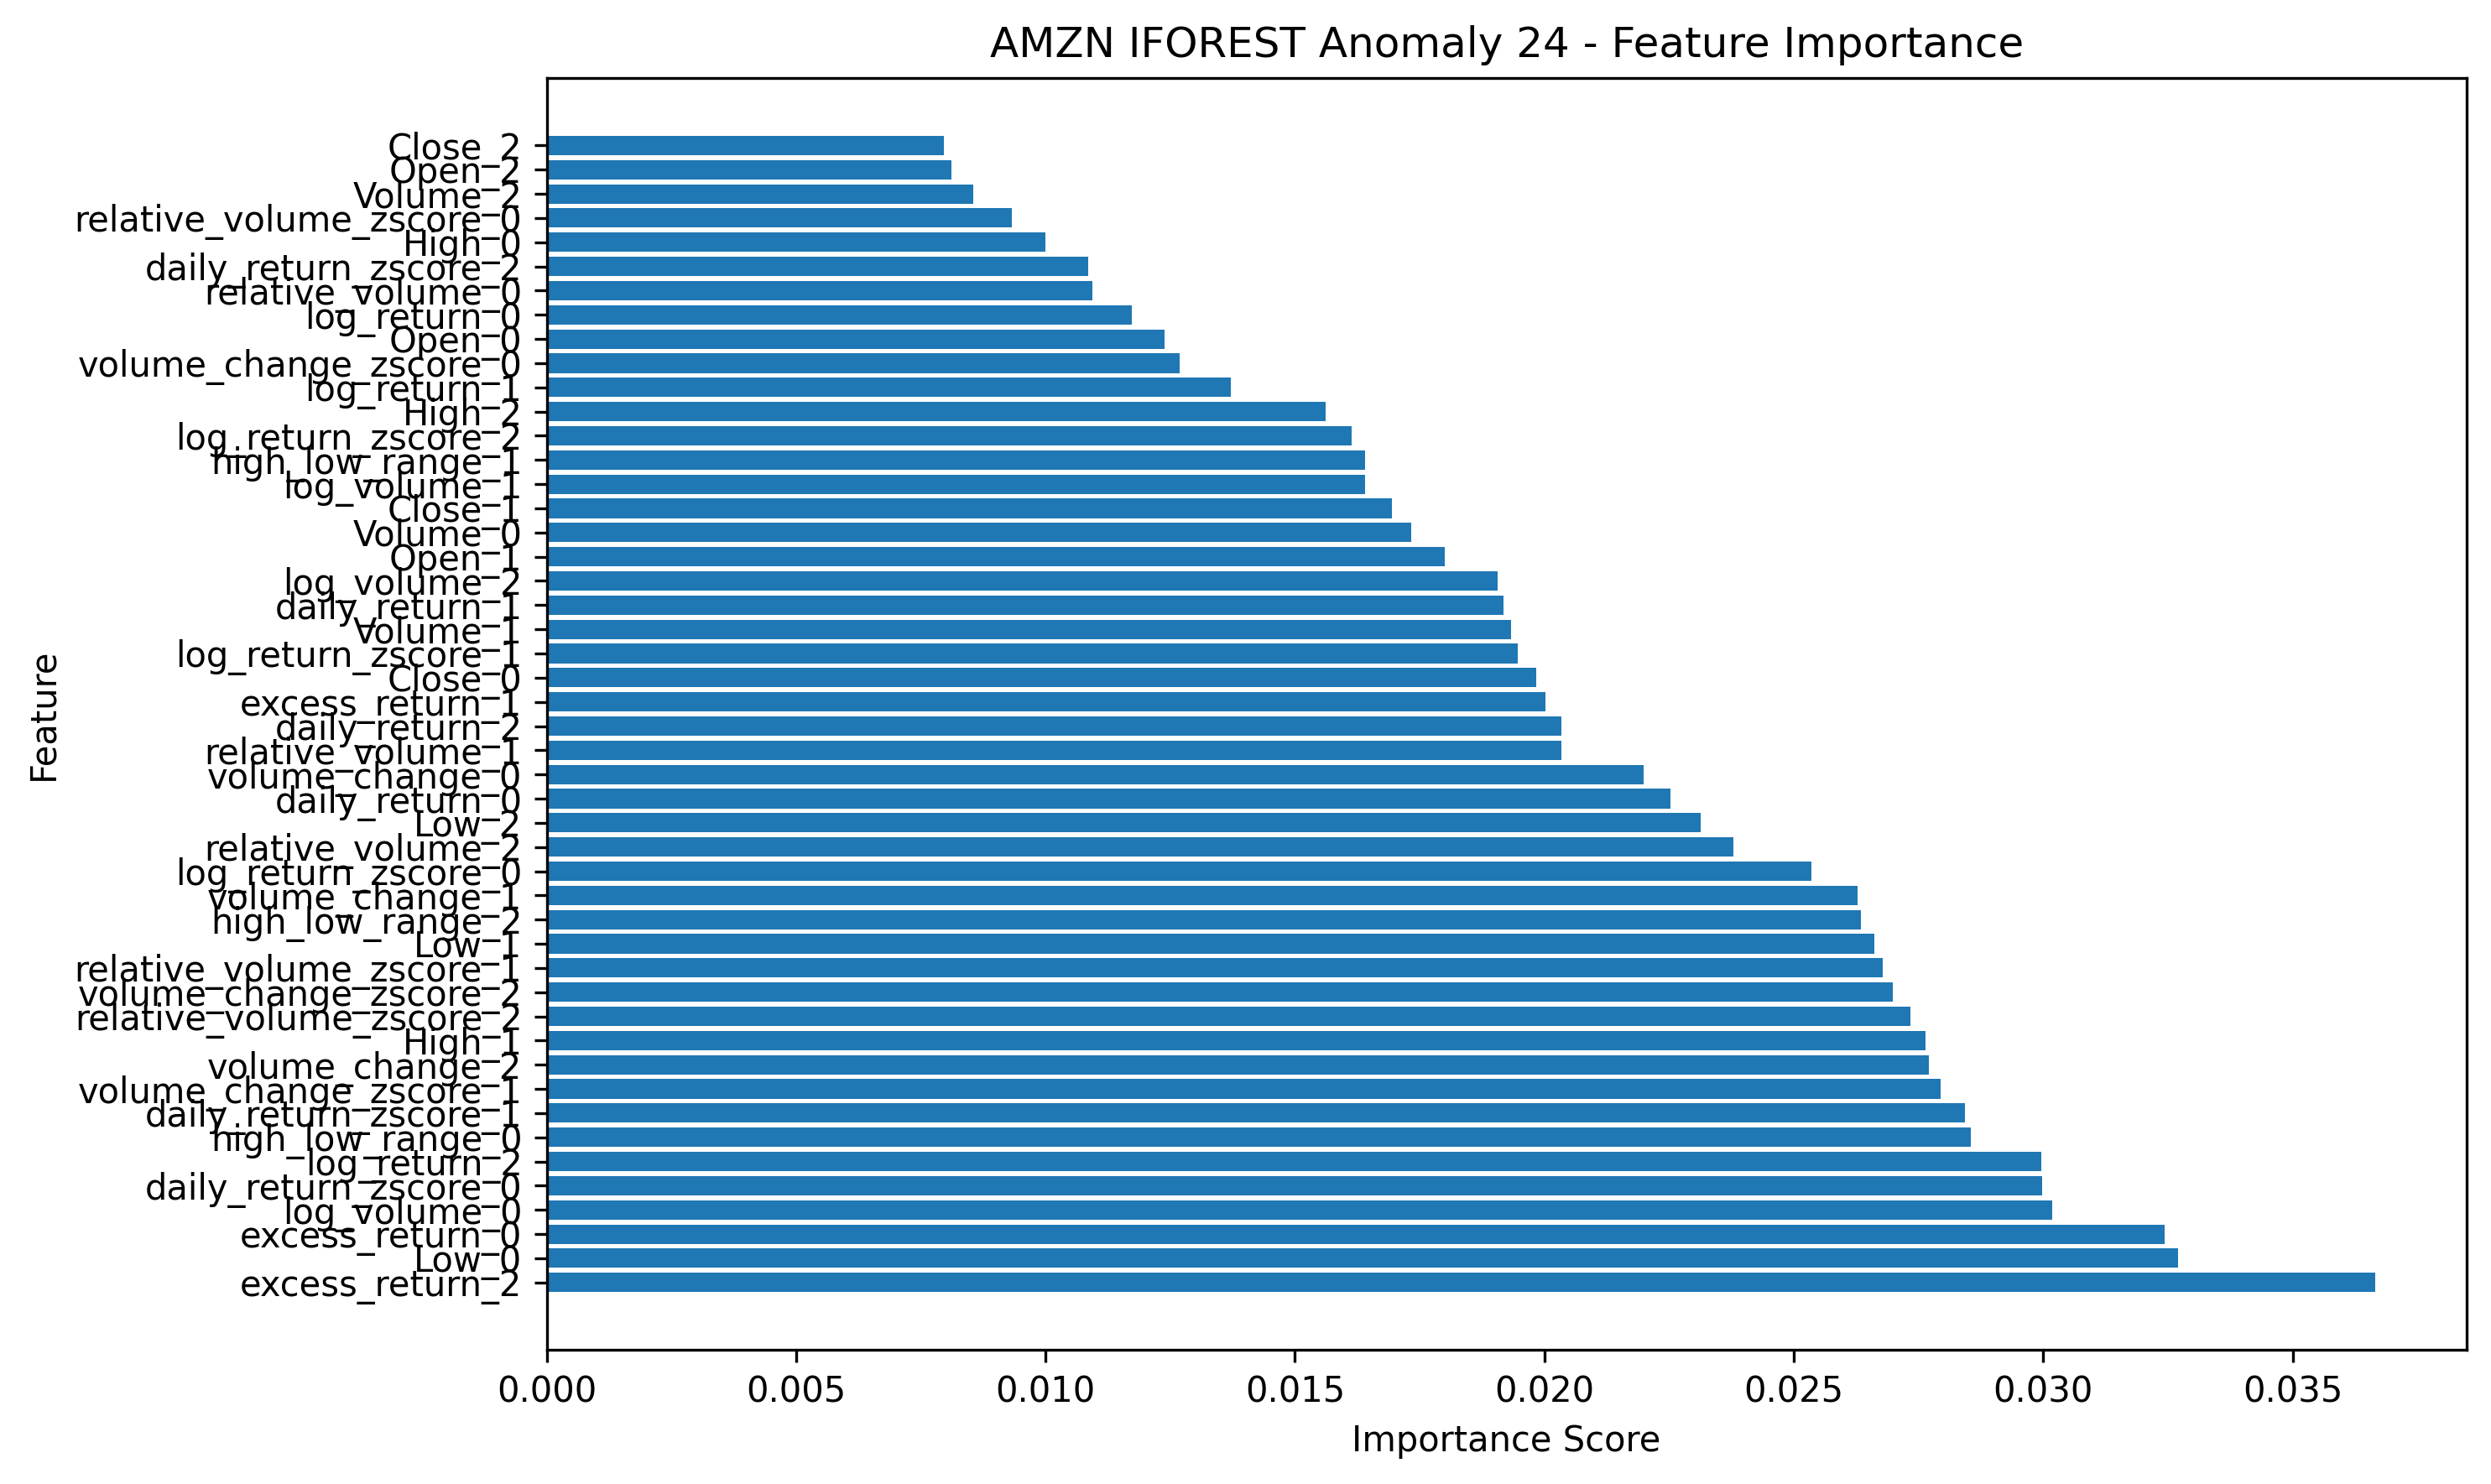 AMZN IFOREST Anomaly 24 - Feature Importance
Close_2
Open_2
Volume_2
relative_volume_zscore_0
High_0
daily_return_zscore_2
relative_volume_0
log_return_0
Open_0
volume_change_zscore_0
log_return_1
High_2
log_return_zscore_2
high_low_range_1
log_volume_1
Close_1
Volume_0
Open_1
log_volume_2
daily_return_1
Volume_1
log_return_zscore_1
Close_0
excess_return_1
daily_return_2
relative_volume_1
volume_change_0
daily_return_0
Low_2
relative_volume_2
log_return_zscore_0
volume_change_1
high_low_range_2
Low_1
relative_volume_zscore_1
volume_change_zscore_2
relative_volume_zscore_2
High_1
volume_change_2
volume_change_zscore_1
daily_return_zscore_1
high_low_range_0
log_return_2
daily_return_zscore_0
log_volume_0
excess_return_0
Low_0
excess_return_2
Feature
0.000 0.005 0.010 0.015 0.020 0.025 0.030 0.035
Importance Score